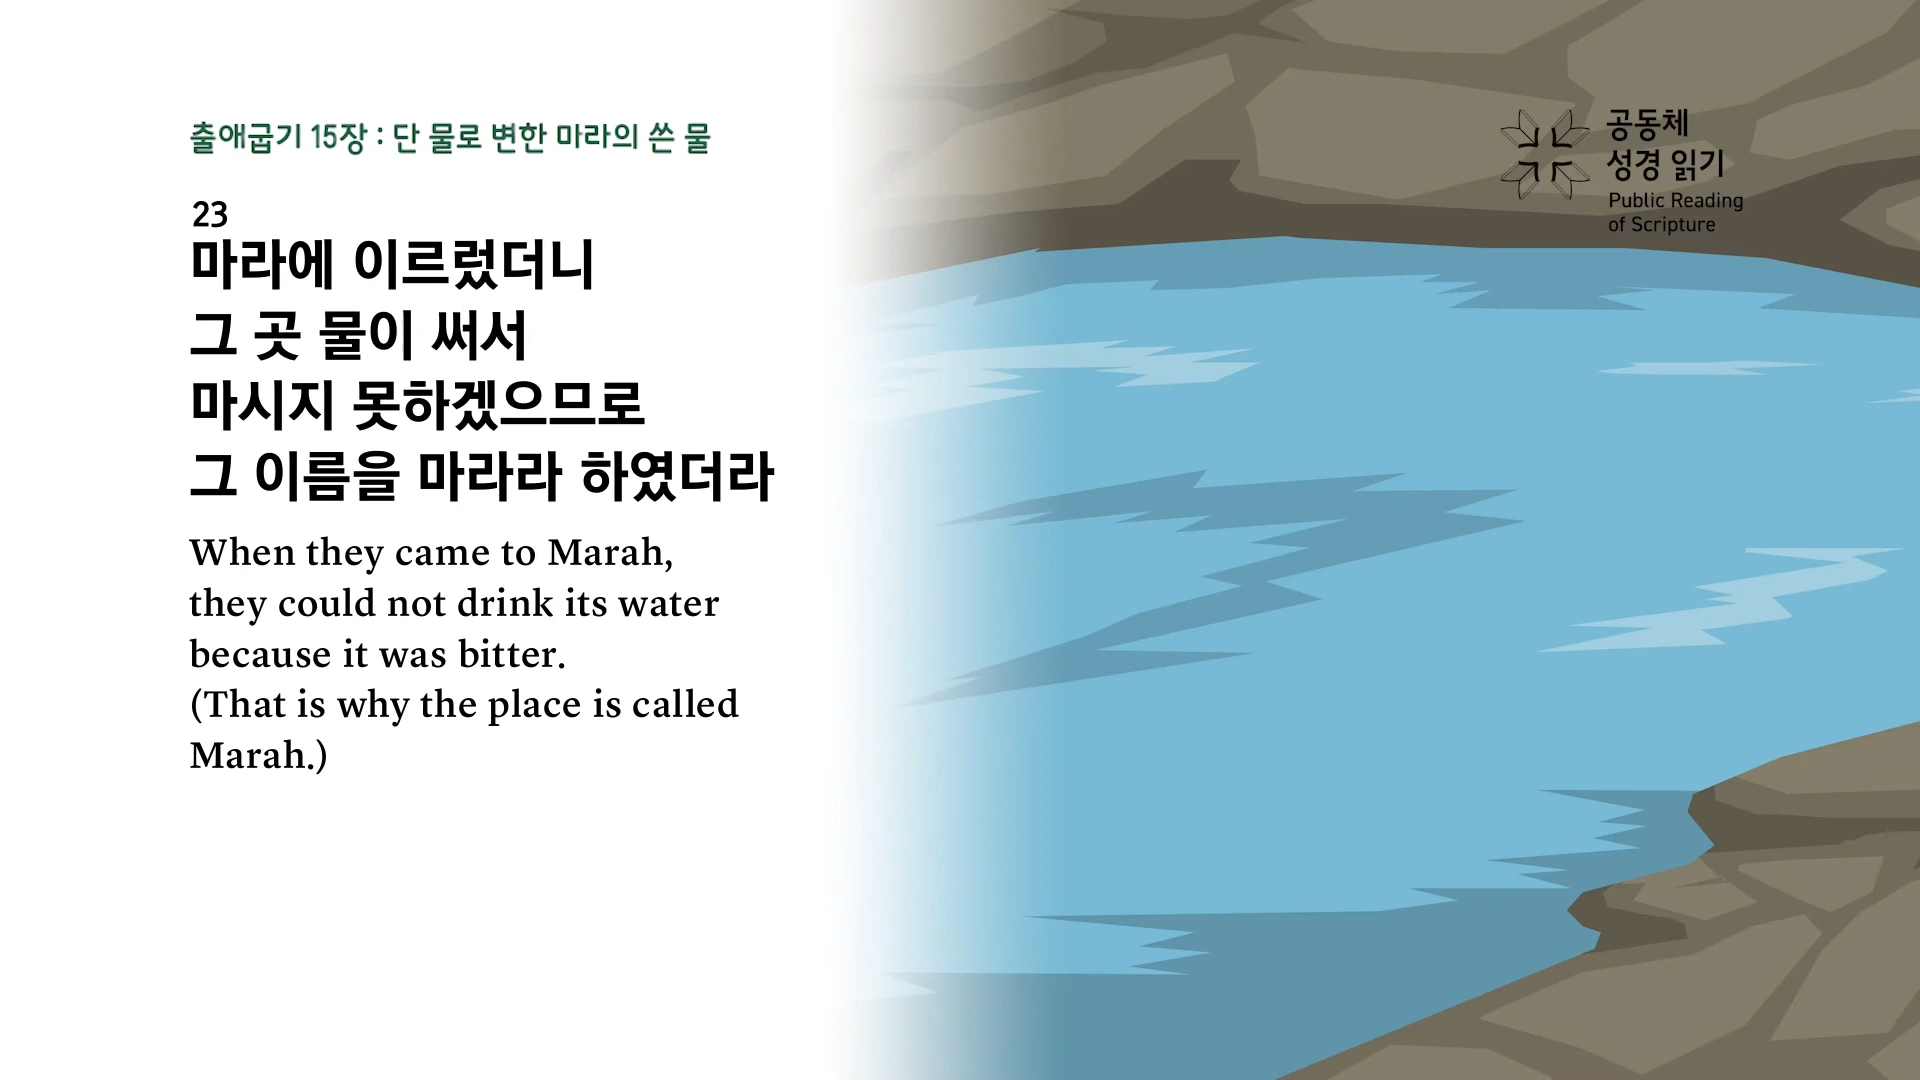 출애굽기 15장 : 단 물로 변한 마라의 쓴 물
23
마라에 이르렀더니
그 곳 물이 써서
마시지 못하겠으므로
그 이름을 마라라 하였더라
When they came to Marah,
they could not drink its water
because it was bitter.
(That is why the place is called
Marah.)
공동체
성경 읽기
Public Reading
of Scripture